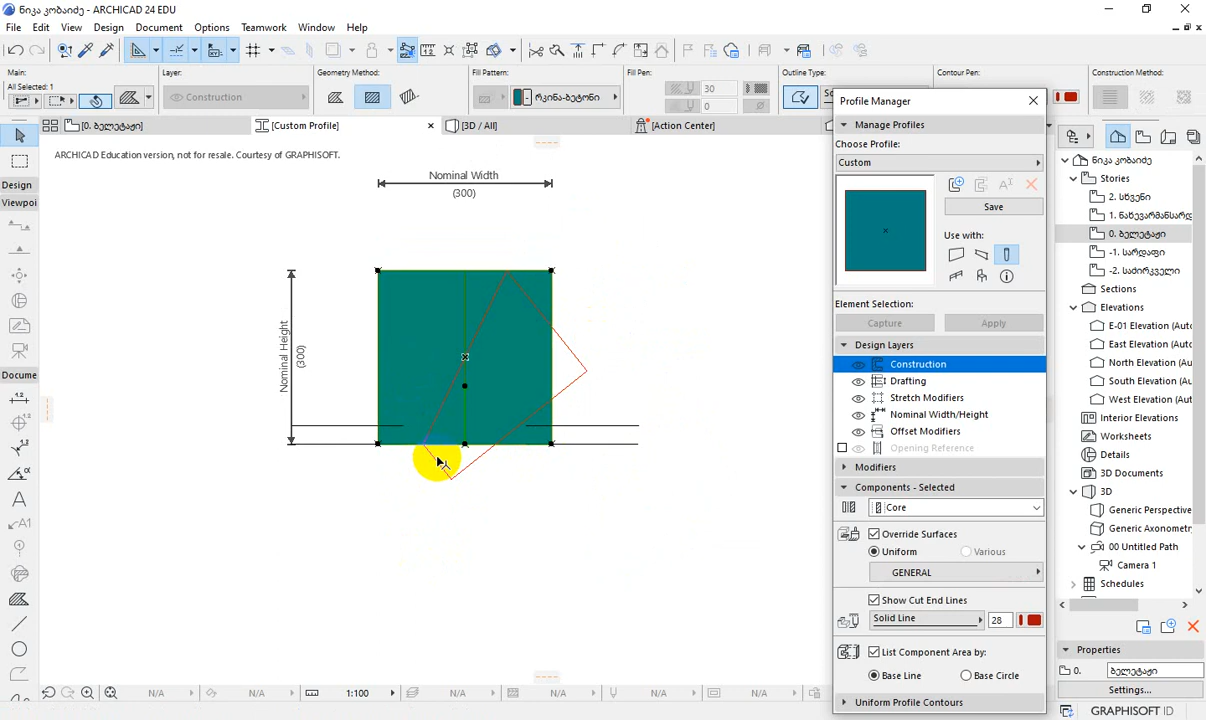 ნიკა კობაიძე - ARCHICAD 24 EDU
File Edit View Design Document Options Teamwork Window Help
Main: Layer: Geometry Method: Fill Pattern: Fill Pen: Outline Type: Contour Pen: Construction Method:
All Selected: 1
Construction
რკინა-ბეტონი
30
0
[0. ბელეტაჟი]
[Custom Profile]
[3D / All]
[Action Center]
ARCHICAD Education version, not for resale. Courtesy of GRAPHISOFT.
Design
Viewpoi
Docume
Nominal Width
(300)
Nominal Height
(300)
Profile Manager
Manage Profiles
Choose Profile:
Custom
Save
Use with:
Element Selection:
Capture
Apply
Design Layers
Construction
Drafting
Stretch Modifiers
Nominal Width/Height
Offset Modifiers
Opening Reference
Modifiers
Components - Selected
Core
Override Surfaces
Uniform
Various
GENERAL
Show Cut End Lines
Solid Line
28
List Component Area by:
Base Line
Base Circle
Uniform Profile Contours
ნიკა კობაიძე
Stories
2. სხვენი
1. ნახევარმანსარდ
0. ბელეტაჟი
-1. სარდაფი
-2. საძირკველი
Sections
Elevations
E-01 Elevation (Auto
East Elevation (Auto
North Elevation (Aut
South Elevation (Aut
West Elevation (Auto
Interior Elevations
Worksheets
Details
3D Documents
3D
Generic Perspective
Generic Axonometr
00 Untitled Path
Camera 1
Schedules
Properties
0.
ბელეტაჟი
Settings...
N/A N/A 1:100 N/A N/A N/A N/A
GRAPHISOFT ID